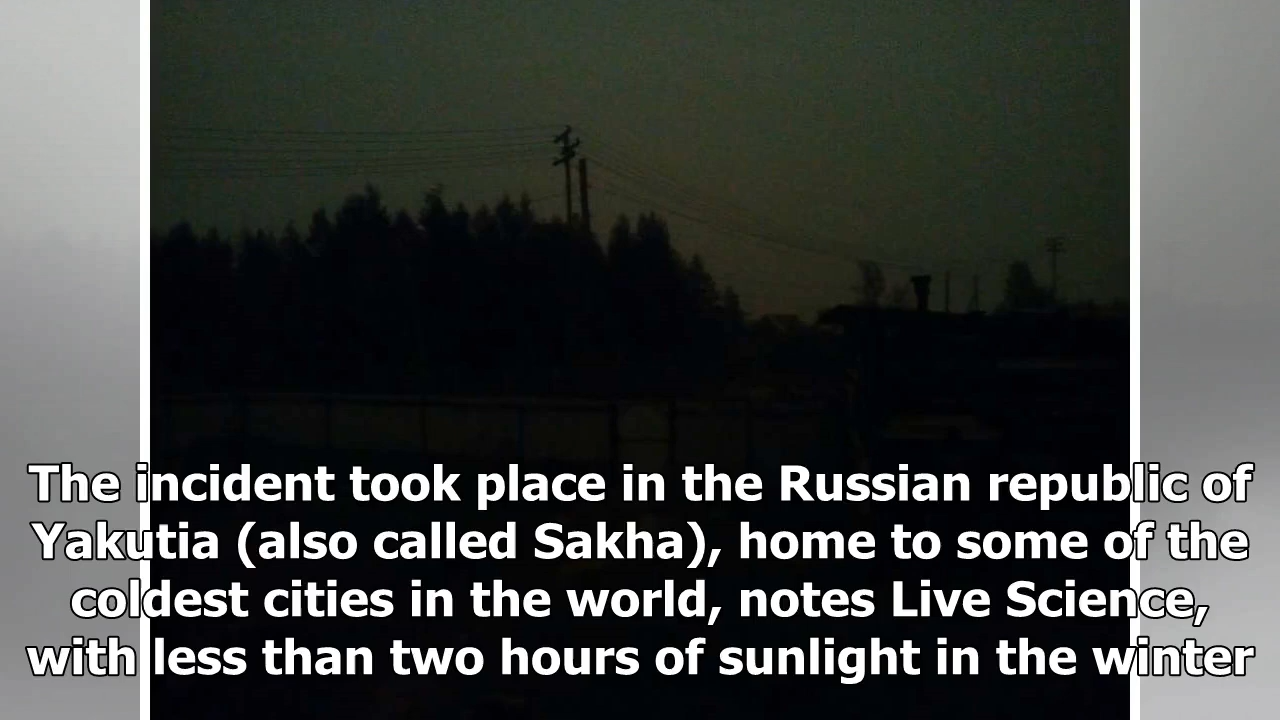 The incident took place in the Russian republic of
Yakutia (also called Sakha), home to some of the
coldest cities in the world, notes Live Science,
with less than two hours of sunlight in the winter